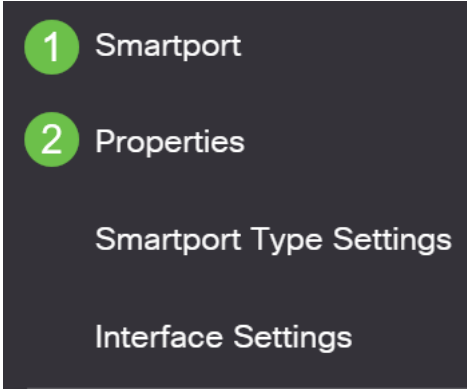 1 Smartport
2 Properties
Smartport Type Settings
Interface Settings